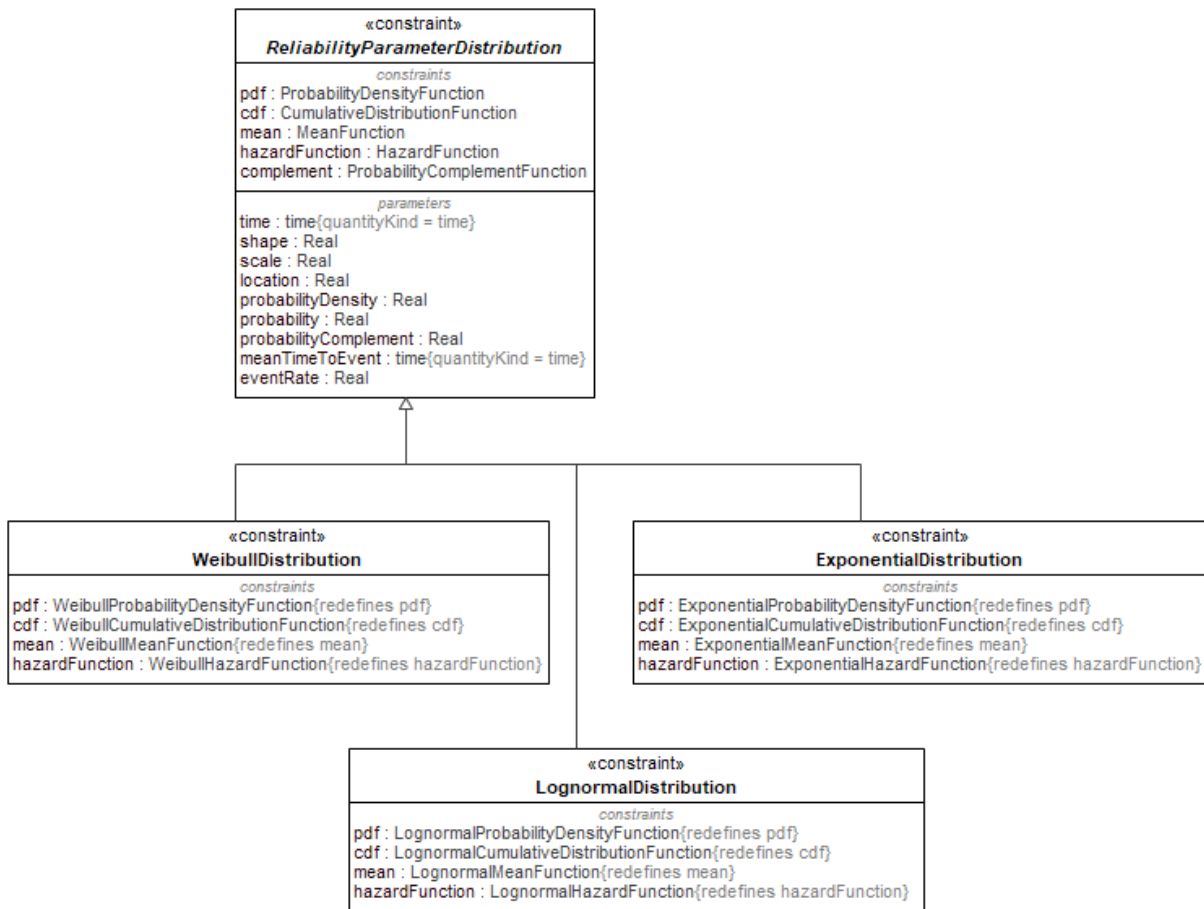 «constraint»
ReliabilityParameterDistribution
constraints
pdf : ProbabilityDensityFunction
cdf : CumulativeDistributionFunction
mean : MeanFunction
hazardFunction : HazardFunction
complement : ProbabilityComplementFunction
parameters
time : time{quantityKind = time}
shape : Real
scale : Real
location : Real
probabilityDensity : Real
probability : Real
probabilityComplement : Real
meanTimeToEvent : time{quantityKind = time}
eventRate : Real
«constraint»
WeibullDistribution
constraints
pdf : WeibullProbabilityDensityFunction{redefines pdf}
cdf : WeibullCumulativeDistributionFunction{redefines cdf}
mean : WeibullMeanFunction{redefines mean}
hazardFunction : WeibullHazardFunction{redefines hazardFunction}
«constraint»
ExponentialDistribution
constraints
pdf : ExponentialProbabilityDensityFunction{redefines pdf}
cdf : ExponentialCumulativeDistributionFunction{redefines cdf}
mean : ExponentialMeanFunction{redefines mean}
hazardFunction : ExponentialHazardFunction{redefines hazardFunction}
«constraint»
LognormalDistribution
constraints
pdf : LognormalProbabilityDensityFunction{redefines pdf}
cdf : LognormalCumulativeDistributionFunction{redefines cdf}
mean : LognormalMeanFunction{redefines mean}
hazardFunction : LognormalHazardFunction{redefines hazardFunction}